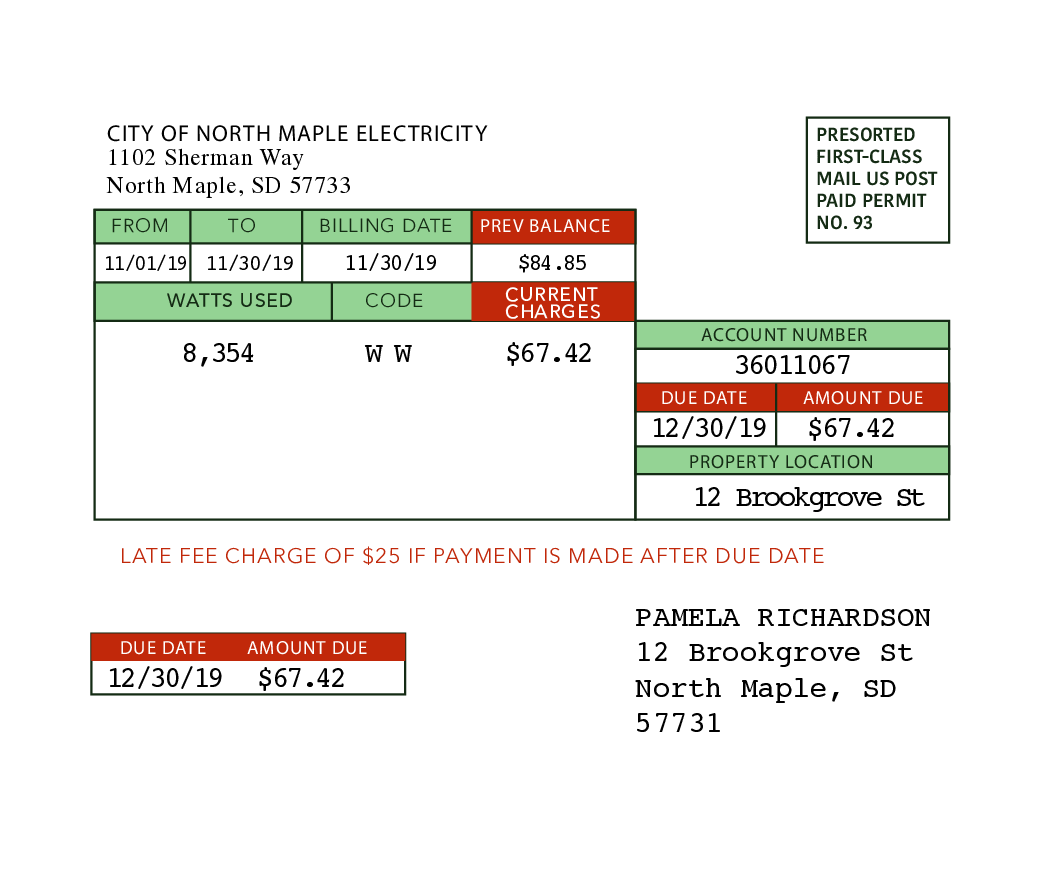 CITY OF NORTH MAPLE ELECTRICITY
1102 Sherman Way
North Maple, SD 57733
PRESORTED
FIRST-CLASS
MAIL US POST
PAID PERMIT
NO. 93
FROM TO BILLING DATE PREV BALANCE
11/01/19 11/30/19 11/30/19 $84.85
WATTS USED CODE CURRENT CHARGES
8,354 W W $67.42
ACCOUNT NUMBER
36011067
DUE DATE AMOUNT DUE
12/30/19 $67.42
PROPERTY LOCATION
12 Brookgrove St
LATE FEE CHARGE OF $25 IF PAYMENT IS MADE AFTER DUE DATE
DUE DATE AMOUNT DUE
12/30/19 $67.42
PAMELA RICHARDSON
12 Brookgrove St
North Maple, SD
57731